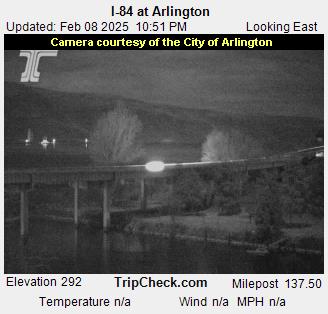 I-84 at Arlington
Updated: Feb 08 2025 10:51 PM Looking East
Camera courtesy of the City of Arlington
Elevation 292 TripCheck.com Milepost 137.50
Temperature n/a Wind n/a MPH n/a